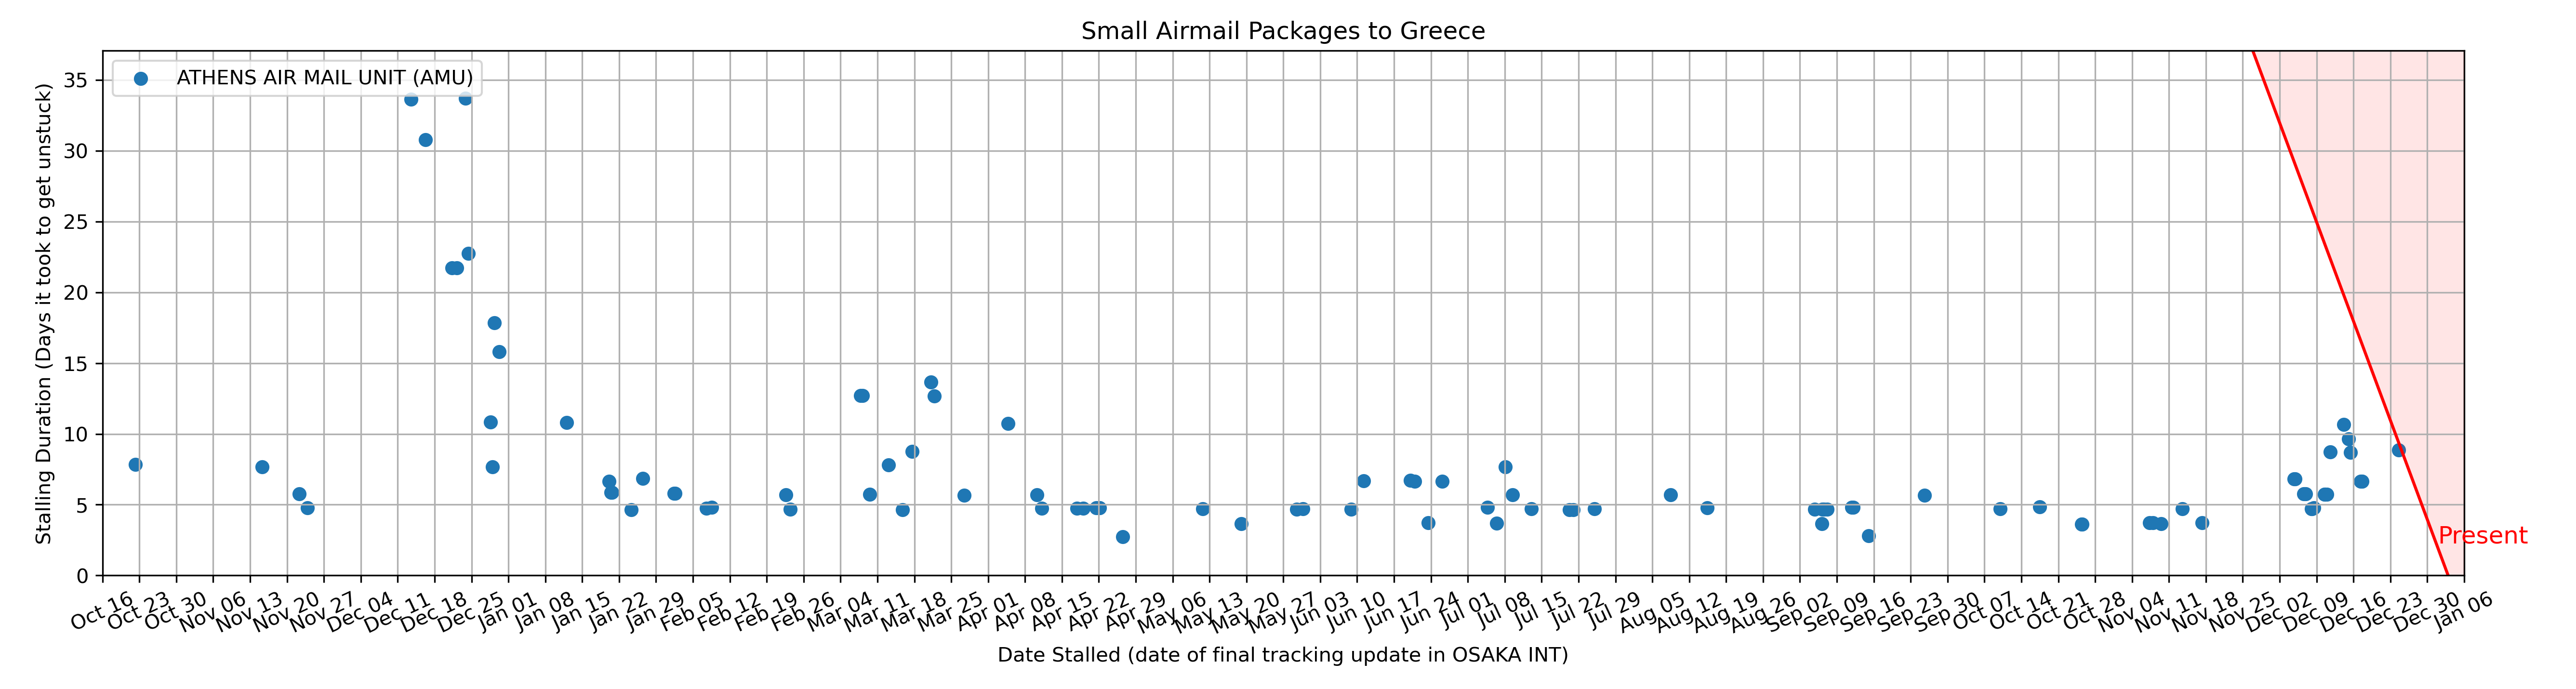 Small Airmail Packages to Greece
ATHENS AIR MAIL UNIT (AMU)
Stalling Duration (Days it took to get unstuck)
35
30
25
20
15
10
5
0
Present
Oct 16
Oct 23
Oct 30
Nov 06
Nov 13
Nov 20
Nov 27
Dec 04
Dec 11
Dec 18
Dec 25
Jan 01
Jan 08
Jan 15
Jan 22
Jan 29
Feb 05
Feb 12
Feb 19
Feb 26
Mar 04
Mar 11
Mar 18
Mar 25
Apr 01
Apr 08
Apr 15
Apr 22
Apr 29
May 06
May 13
May 20
May 27
Jun 03
Jun 10
Jun 17
Jun 24
Jul 01
Jul 08
Jul 15
Jul 22
Jul 29
Aug 05
Aug 12
Aug 19
Aug 26
Sep 02
Sep 09
Sep 16
Sep 23
Sep 30
Oct 07
Oct 14
Oct 21
Oct 28
Nov 04
Nov 11
Nov 18
Nov 25
Dec 02
Dec 09
Dec 16
Dec 23
Dec 30
Jan 06
Date Stalled (date of final tracking update in OSAKA INT)